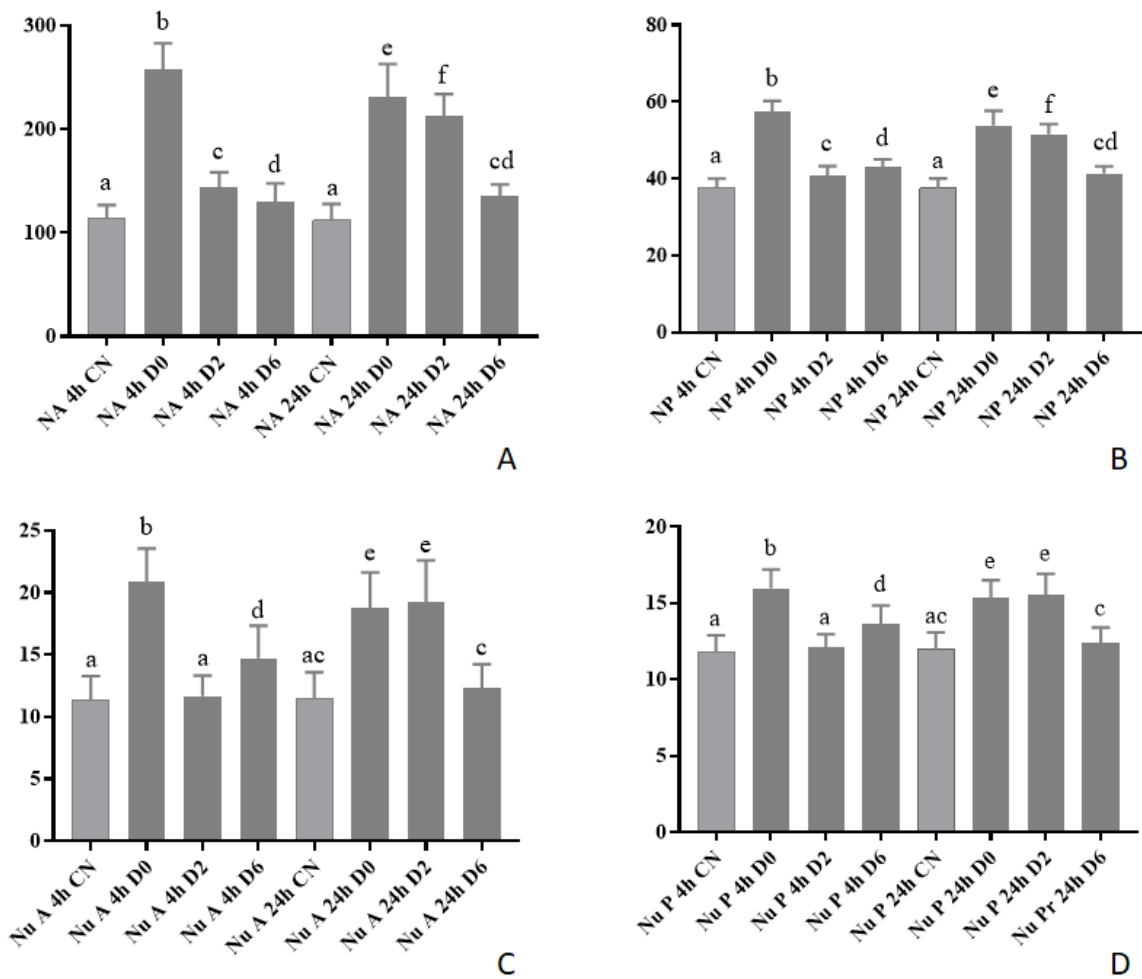 300
200
100
0
a
b
c
d
a
e
f
cd
NA 4h CN
NA 4h D0
NA 4h D2
NA 4h D6
NA 24h CN
NA 24h D0
NA 24h D2
NA 24h D6
A
80
60
40
20
0
a
b
c
d
a
e
f
cd
NP 4h CN
NP 4h D0
NP 4h D2
NP 4h D6
NP 24h CN
NP 24h D0
NP 24h D2
NP 24h D6
B
25
20
15
10
5
0
a
b
a
d
ac
e
e
c
Nu A 4h CN
Nu A 4h D0
Nu A 4h D2
Nu A 4h D6
Nu A 24h CN
Nu A 24h D0
Nu A 24h D2
Nu A 24h D6
C
20
15
10
5
0
a
b
a
d
ac
e
e
c
Nu P 4h CN
Nu P 4h D0
Nu P 4h D2
Nu P 4h D6
Nu P 24h CN
Nu P 24h D0
Nu P 24h D2
Nu Pr 24h D6
D